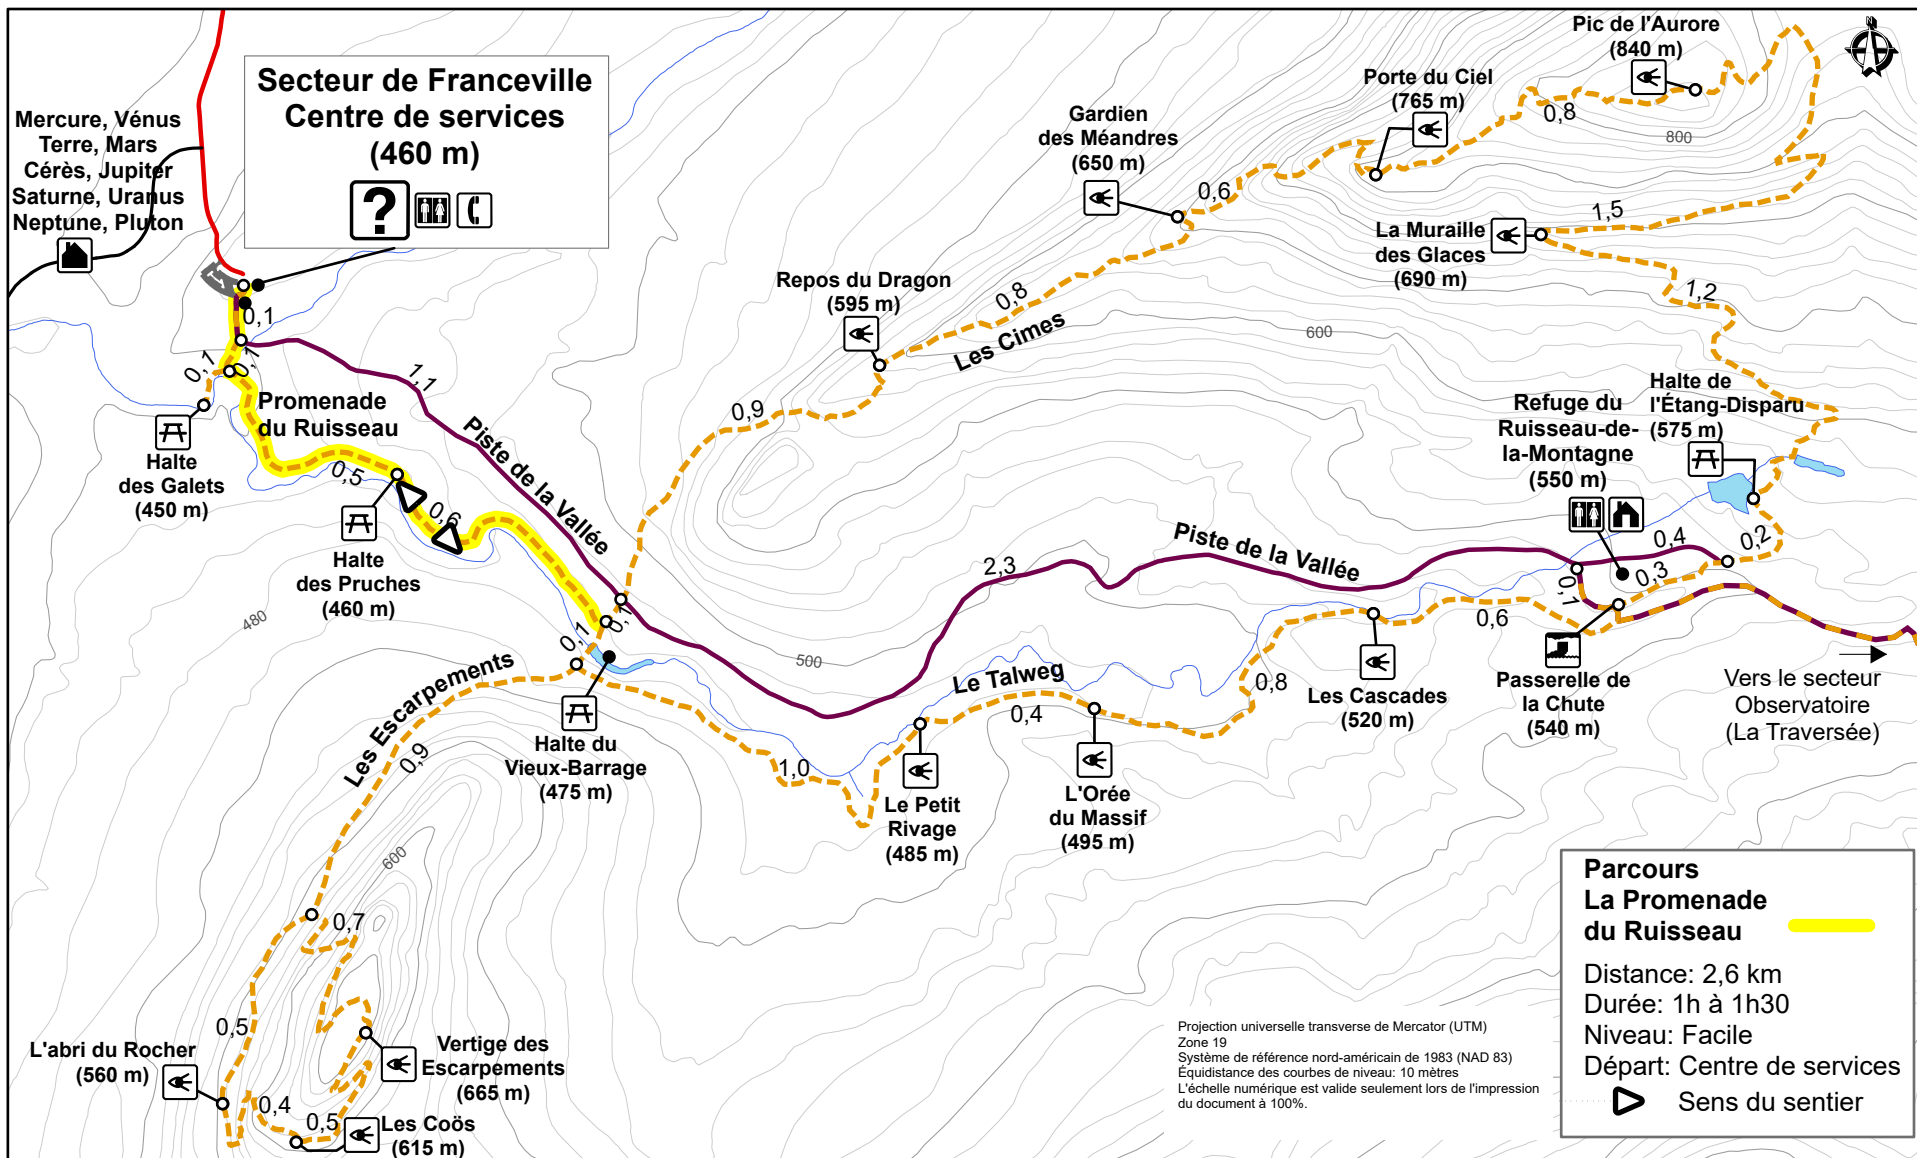 Secteur de Franceville
Centre de services
(460 m)
?
Mercure, Vénus
Terre, Mars
Cérès, Jupiter
Saturne, Uranus
Neptune, Pluton
Pic de l'Aurore
(840 m)
N
Porte du Ciel
(765 m)
0,8
800
Gardien
des Méandres
(650 m)
0,6
La Muraille
des Glaces
(690 m)
1,5
1,2
Repos du Dragon
(595 m)
0,8
Les Cimes
600
0,9
0,1
0,1
0,1
1,1
Promenade
du Ruisseau
Piste de la Vallée
Halte
des Galets
(450 m)
0,5
0,6
Halte
des Pruches
(460 m)
480
Refuge du
Ruisseau-de-
la-Montagne
(550 m)
Halte de
l'Étang-Disparu
(575 m)
0,4
0,2
0,3
0,1
Piste de la Vallée
2,3
0,1
0,1
500
Halte du
Vieux-Barrage
(475 m)
Les Escarpements
0,9
1,0
Le Talweg
0,4
0,8
0,6
Le Petit
Rivage
(485 m)
L'Orée
du Massif
(495 m)
Les Cascades
(520 m)
Passerelle de
la Chute
(540 m)
Vers le secteur
Observatoire
(La Traversée)
600
0,7
0,5
L'abri du Rocher
(560 m)
0,4
0,5
Vertige des
Escarpements
(665 m)
Les Coös
(615 m)
Projection universelle transverse de Mercator (UTM)
Zone 19
Système de référence nord-américain de 1983 (NAD 83)
Équidistance des courbes de niveau: 10 mètres
L'échelle numérique est valide seulement lors de l'impression
du document à 100%.
Parcours
La Promenade
du Ruisseau
Distance: 2,6 km
Durée: 1h à 1h30
Niveau: Facile
Départ: Centre de services
Sens du sentier